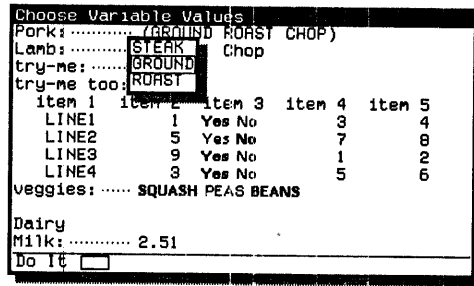 Choose Variable Values
Pork: ··········· (GROUND ROAST CHOP)
Lamb: ·········· STEAK Chop
try-me: ······ GROUND
try-me too: ROAST
item 1 item 2 item 3 item 4 item 5
LINE1 1 Yes No 3 4
LINE2 5 Yes No 7 8
LINE3 9 Yes No 1 2
LINE4 3 Yes No 5 6
veggies: ······ SQUASH PEAS BEANS
Dairy
Milk: ··········· 2.51
Do It